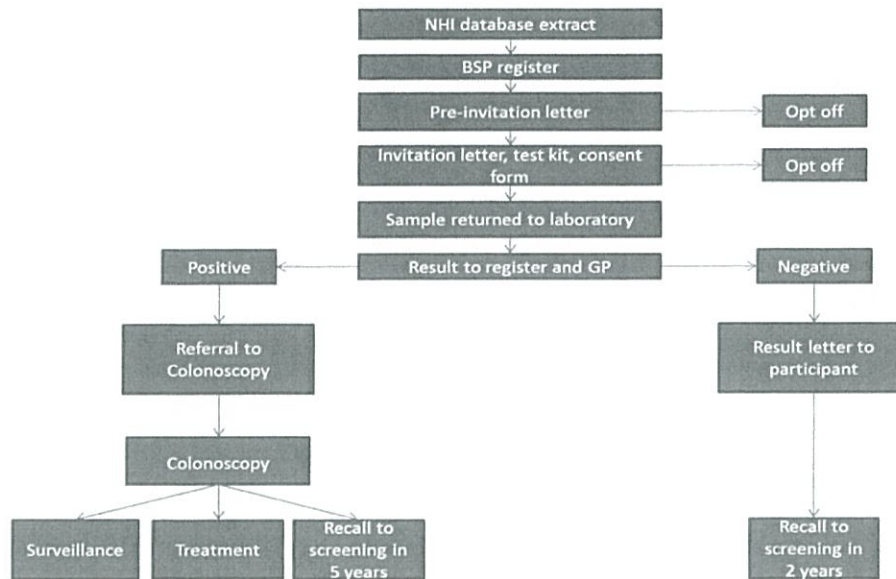 NHI database extract
BSP register
Pre-invitation letter
Opt off
Invitation letter, test kit, consent
form
Opt off
Sample returned to laboratory
Positive
Result to register and GP
Negative
Referral to
Colonoscopy
Result letter to
participant
Colonoscopy
Surveillance
Treatment
Recall to
screening in
5 years
Recall to
screening in
2 years